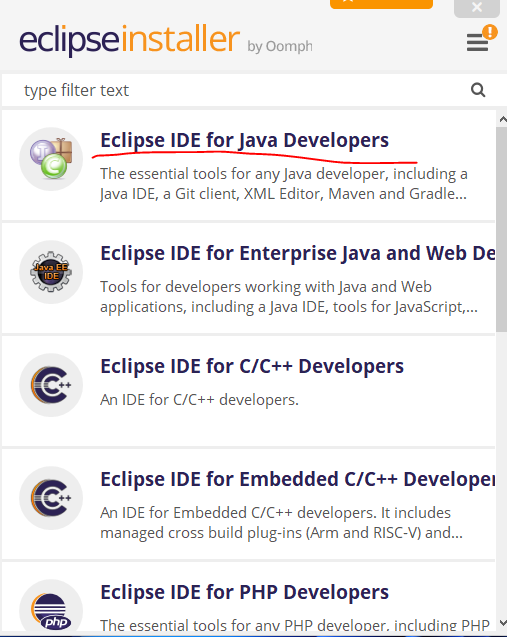 eclipseinstaller by Oomph
!
type filter text
Eclipse IDE for Java Developers
The essential tools for any Java developer, including a
Java IDE, a Git client, XML Editor, Maven and Gradle...
Java EE
IDE
Eclipse IDE for Enterprise Java and Web De
Tools for developers working with Java and Web
applications, including a Java IDE, tools for JavaScript,...
C++
Eclipse IDE for C/C++ Developers
An IDE for C/C++ developers.
C++
Eclipse IDE for Embedded C/C++ Developer
An IDE for Embedded C/C++ developers. It includes
managed cross build plug-ins (Arm and RISC-V) and...
php
Eclipse IDE for PHP Developers
The essential tools for any PHP developer, including PHP